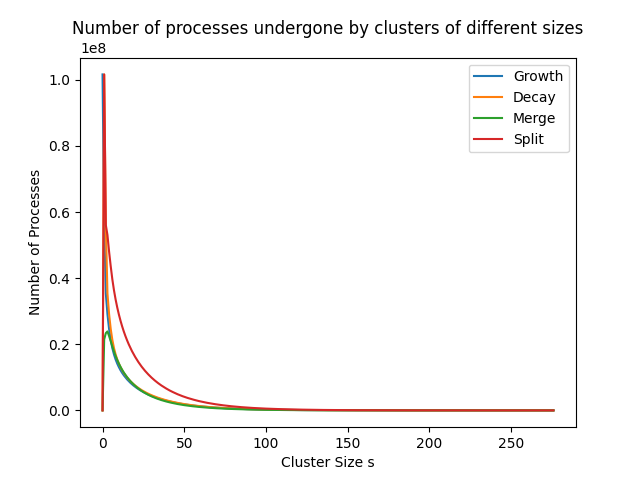 Number of processes undergone by clusters of different sizes
1e8
1.0
0.8
0.6
0.4
0.2
0.0
Number of Processes
Growth
Decay
Merge
Split
0 50 100 150 200 250
Cluster Size s